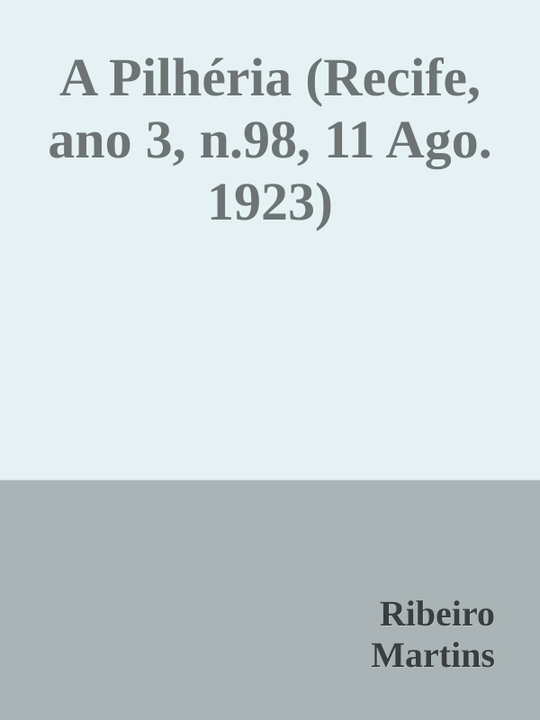 A Pilhéria (Recife,
ano 3, n.98, 11 Ago.
1923)
Ribeiro
Martins